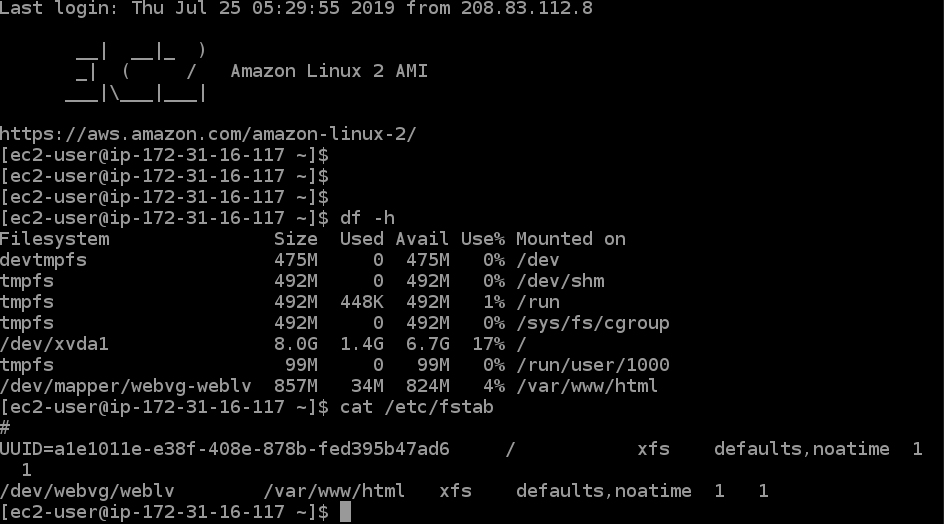 Last login: Thu Jul 25 05:29:55 2019 from 208.83.112.8
       __|  __|_  )
       _|  (     /   Amazon Linux 2 AMI
      ___|\___|___|
https://aws.amazon.com/amazon-linux-2/
[ec2-user@ip-172-31-16-117 ~]$
[ec2-user@ip-172-31-16-117 ~]$
[ec2-user@ip-172-31-16-117 ~]$
[ec2-user@ip-172-31-16-117 ~]$ df -h
Filesystem               Size  Used Avail Use% Mounted on
devtmpfs                 475M     0  475M   0% /dev
tmpfs                    492M     0  492M   0% /dev/shm
tmpfs                    492M  448K  492M   1% /run
tmpfs                    492M     0  492M   0% /sys/fs/cgroup
/dev/xvda1               8.0G  1.4G  6.7G  17% /
tmpfs                     99M     0   99M   0% /run/user/1000
/dev/mapper/webvg-weblv  857M   34M  824M   4% /var/www/html
[ec2-user@ip-172-31-16-117 ~]$ cat /etc/fstab
#
UUID=a1e1011e-e38f-408e-878b-fed395b47ad6     /           xfs    defaults,noatime  1
  1
/dev/webvg/weblv        /var/www/html   xfs    defaults,noatime  1   1
[ec2-user@ip-172-31-16-117 ~]$